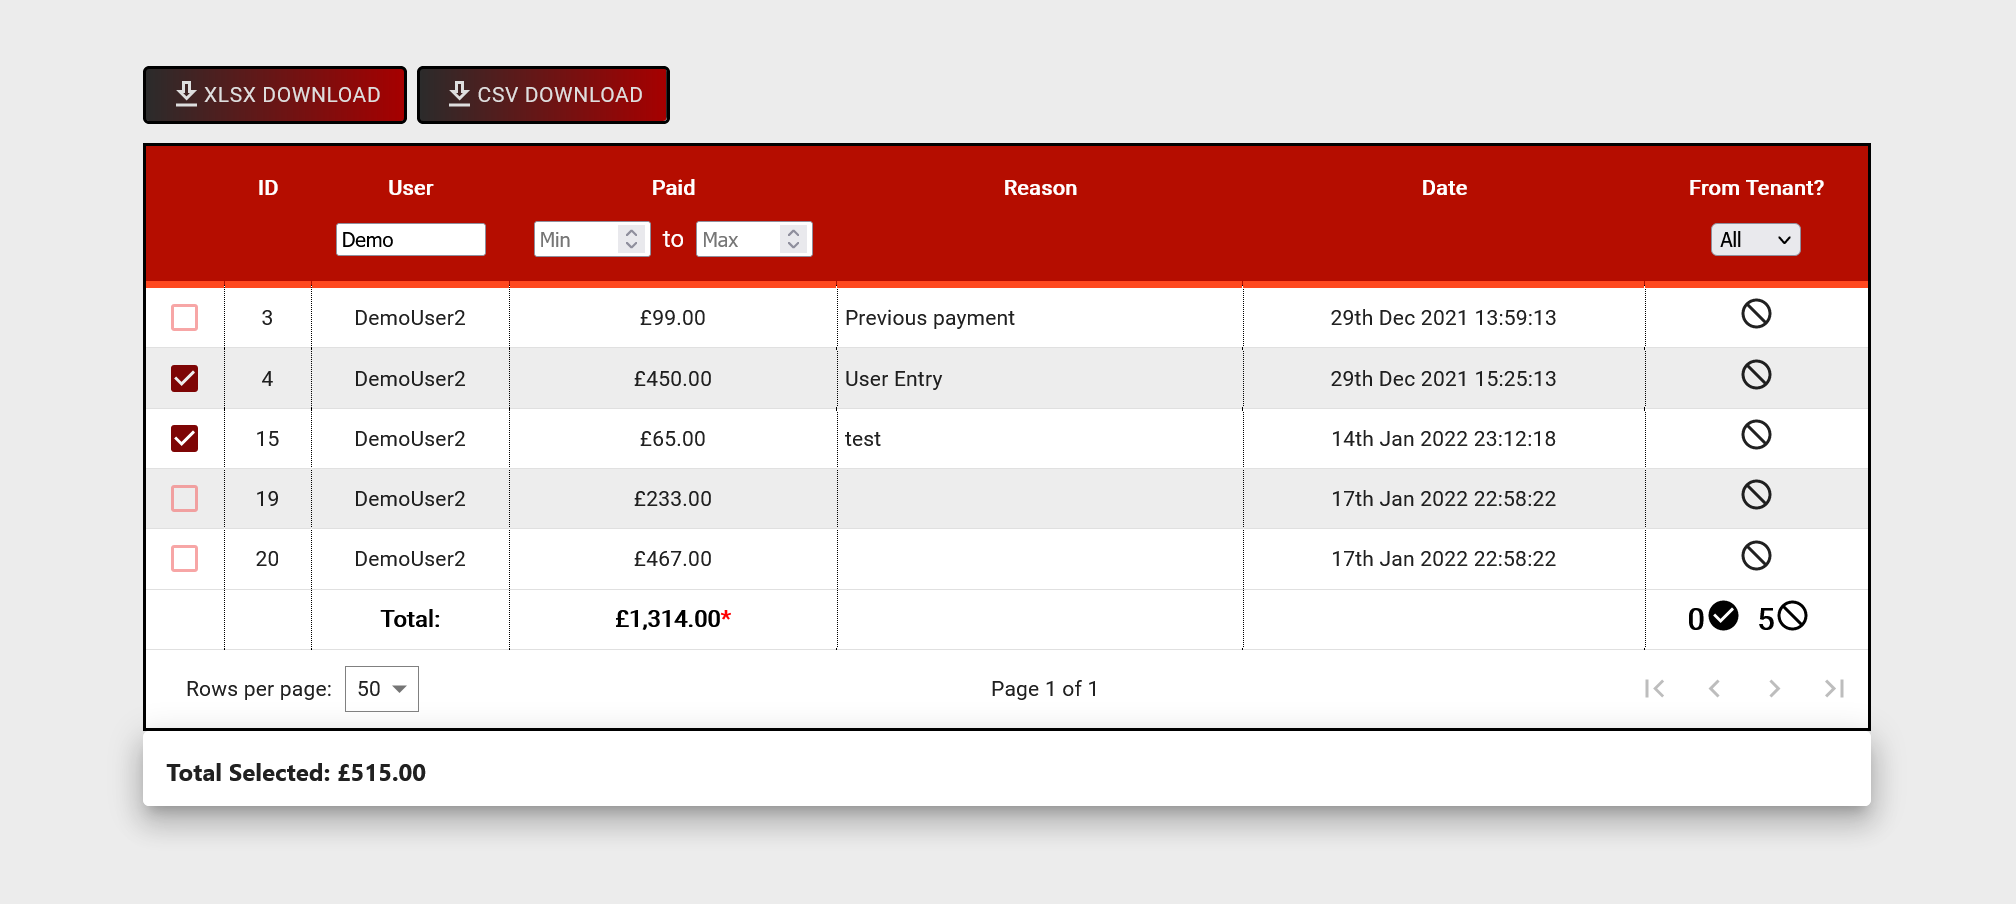 XLSX DOWNLOAD CSV DOWNLOAD
ID User Paid Reason Date From Tenant?
Demo Min to Max All
3 DemoUser2 £99.00 Previous payment 29th Dec 2021 13:59:13
4 DemoUser2 £450.00 User Entry 29th Dec 2021 15:25:13
15 DemoUser2 £65.00 test 14th Jan 2022 23:12:18
19 DemoUser2 £233.00 17th Jan 2022 22:58:22
20 DemoUser2 £467.00 17th Jan 2022 22:58:22
Total: £1,314.00* 0 5
Rows per page: 50 Page 1 of 1
Total Selected: £515.00